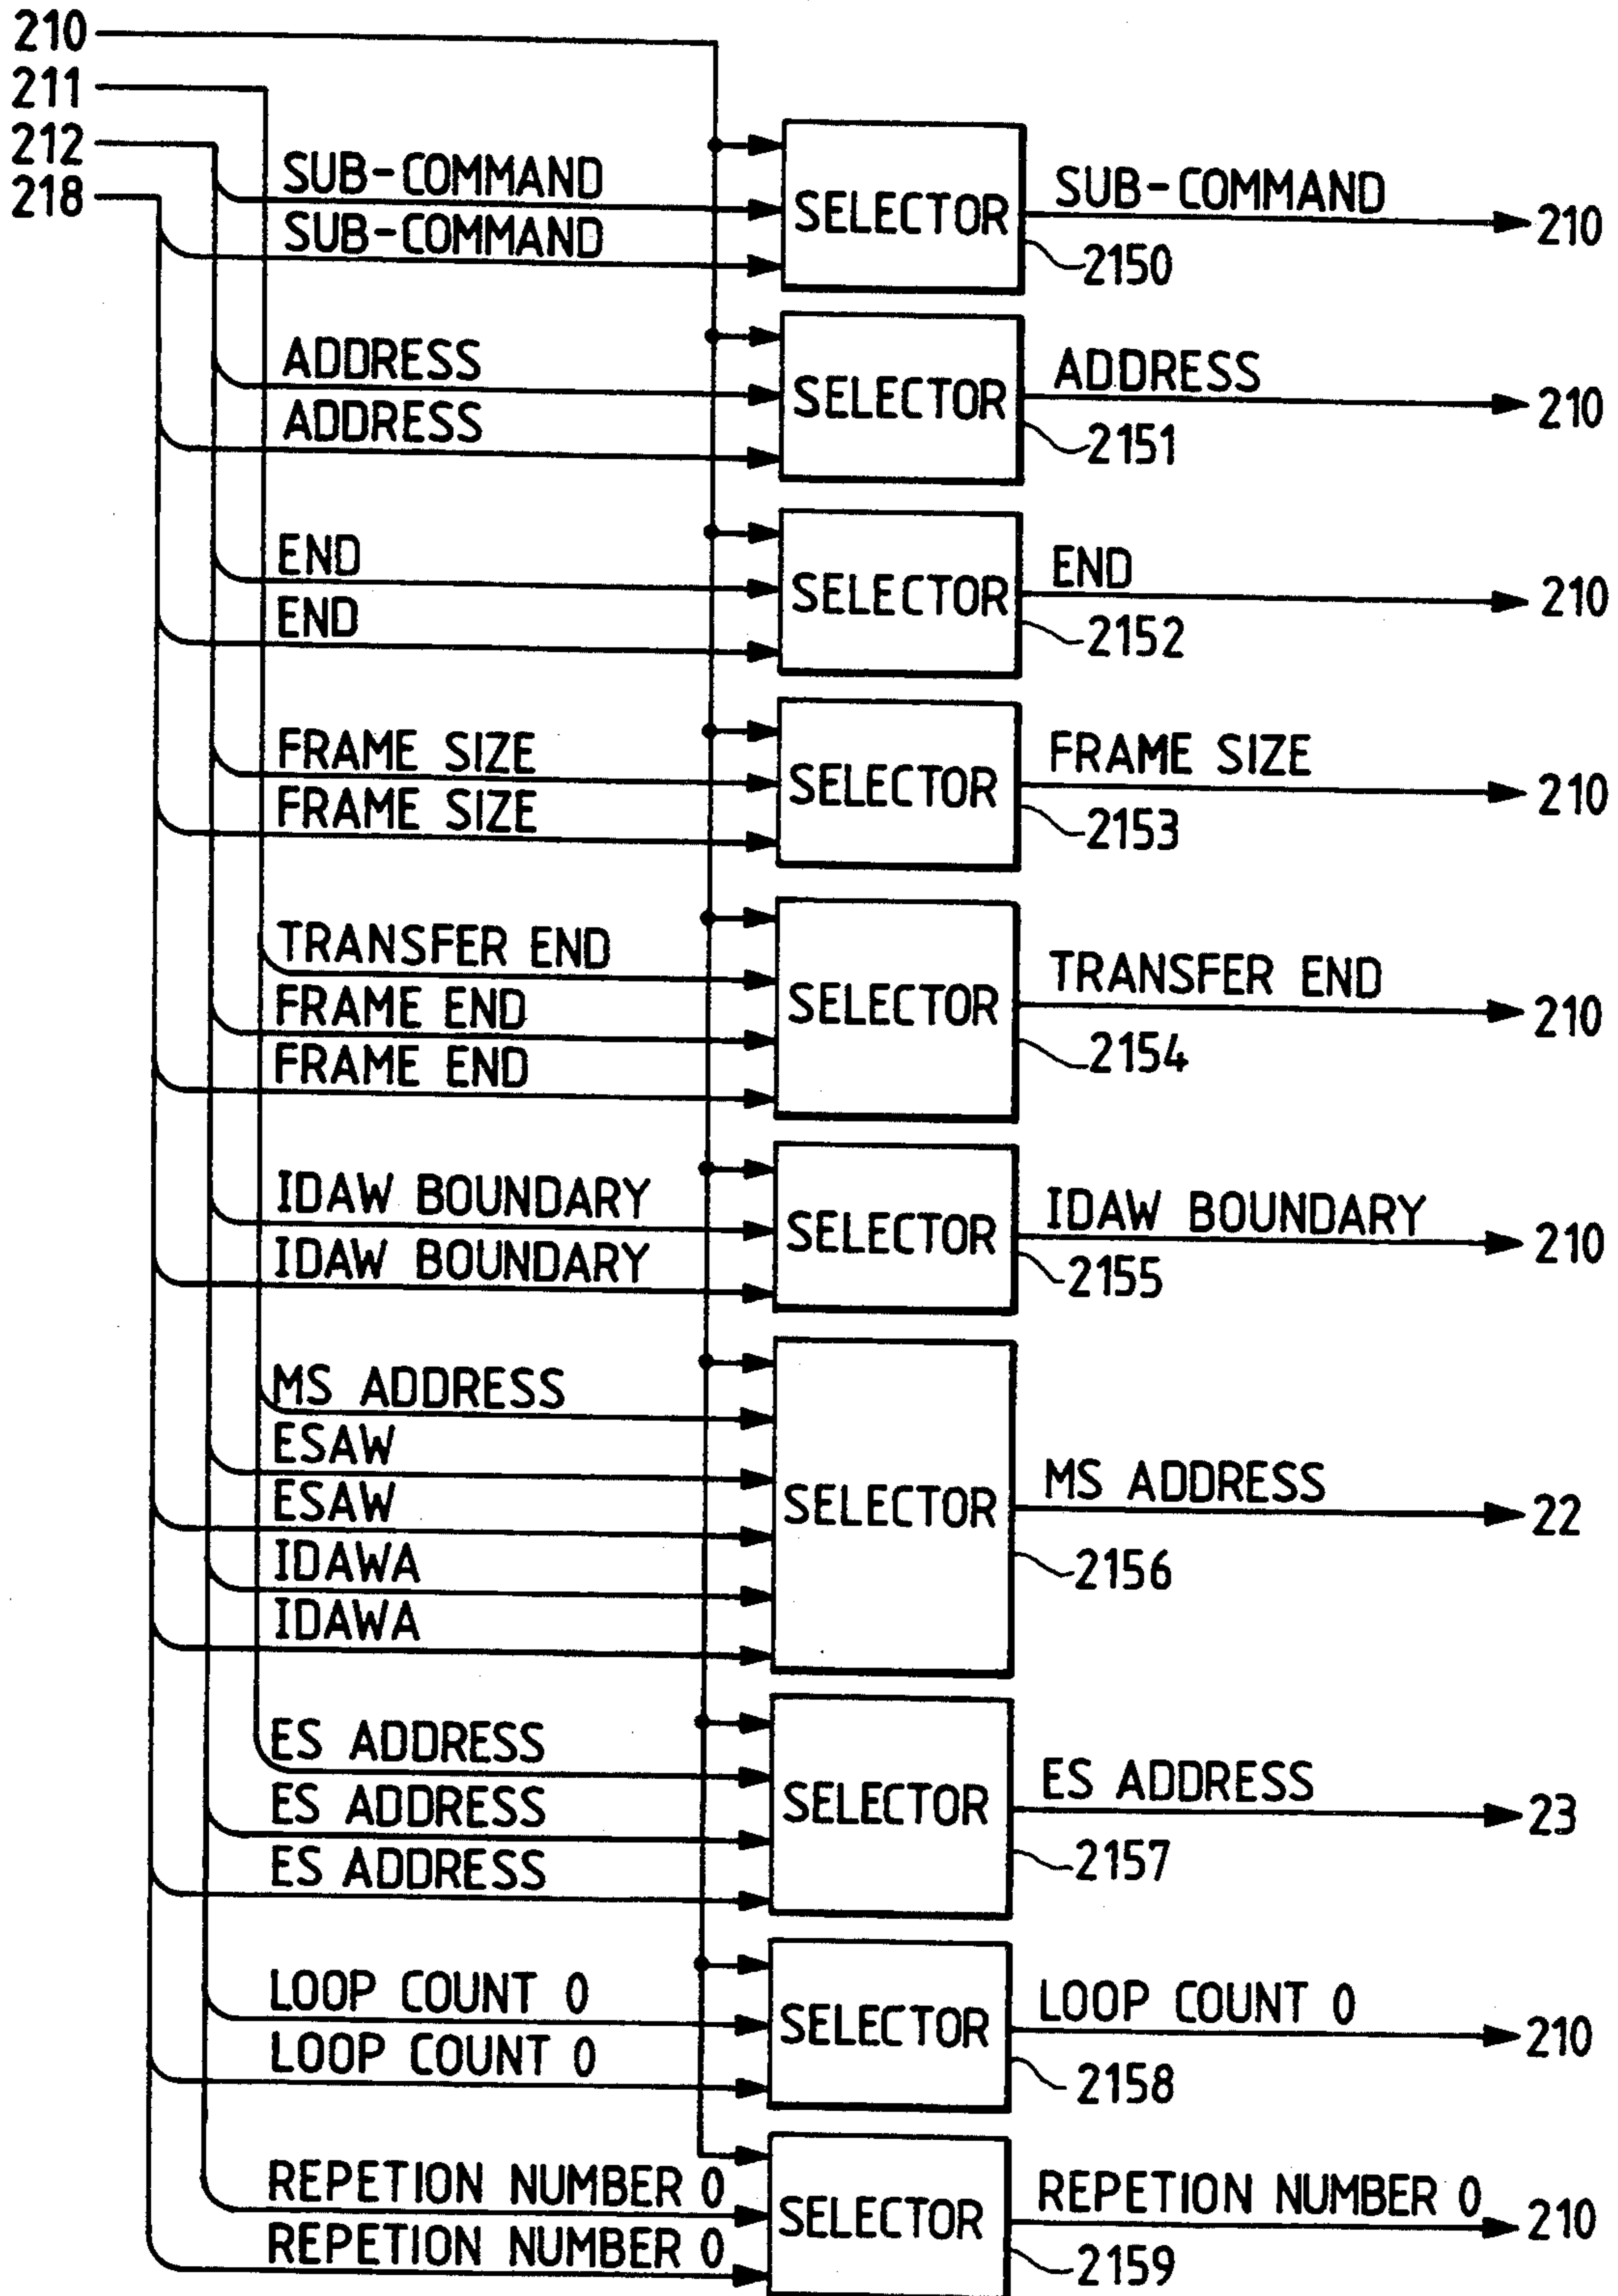 210
211
212
218
SUB-COMMAND
SUB-COMMAND
SELECTOR
2150
SUB-COMMAND
210
ADDRESS
ADDRESS
SELECTOR
2151
ADDRESS
210
END
END
SELECTOR
2152
END
210
FRAME SIZE
FRAME SIZE
SELECTOR
2153
FRAME SIZE
210
TRANSFER END
FRAME END
FRAME END
SELECTOR
2154
TRANSFER END
210
IDAW BOUNDARY
IDAW BOUNDARY
SELECTOR
2155
IDAW BOUNDARY
210
MS ADDRESS
ESAW
ESAW
IDAWA
IDAWA
SELECTOR
2156
MS ADDRESS
22
ES ADDRESS
ES ADDRESS
ES ADDRESS
SELECTOR
2157
ES ADDRESS
23
LOOP COUNT 0
LOOP COUNT 0
SELECTOR
2158
LOOP COUNT 0
210
REPETION NUMBER 0
REPETION NUMBER 0
SELECTOR
2159
REPETION NUMBER 0
210